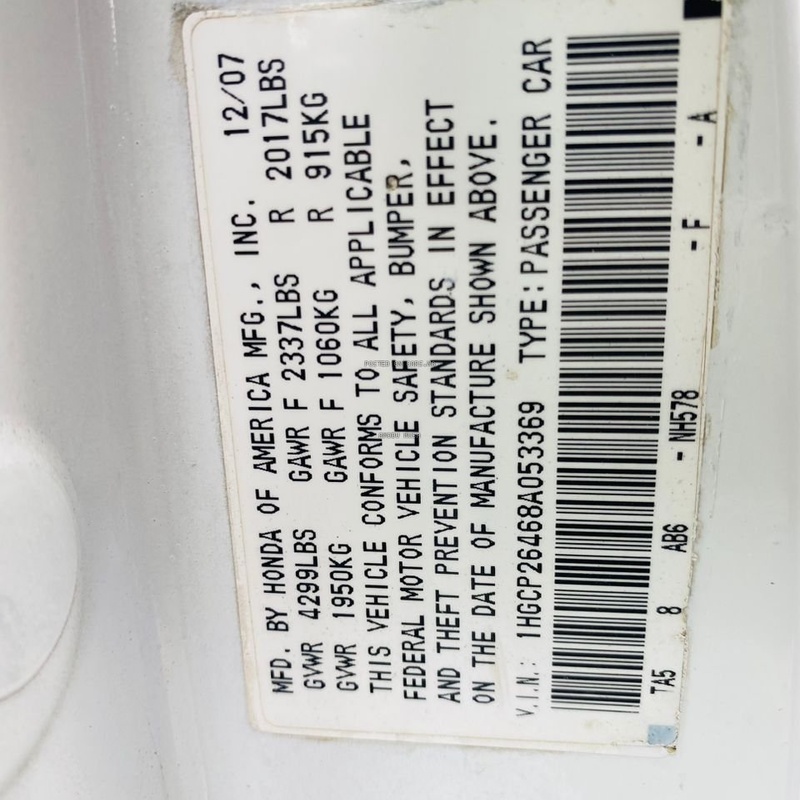 MFD. BY HONDA OF AMERICA MFG., INC. 12/07
GVWR 4299LBS GAWR F 2337LBS R 2017LBS
GVWR 1950KG GAWR F 1060KG R 915KG
THIS VEHICLE CONFORMS TO ALL APPLICABLE
FEDERAL MOTOR VEHICLE SAFETY, BUMPER,
AND THEFT PREVENTION STANDARDS IN EFFECT
ON THE DATE OF MANUFACTURE SHOWN ABOVE.
V.I.N.: 1HGCP26468A053369 TYPE: PASSENGER CAR
TA5 8 AB6 - NH578 - F - A